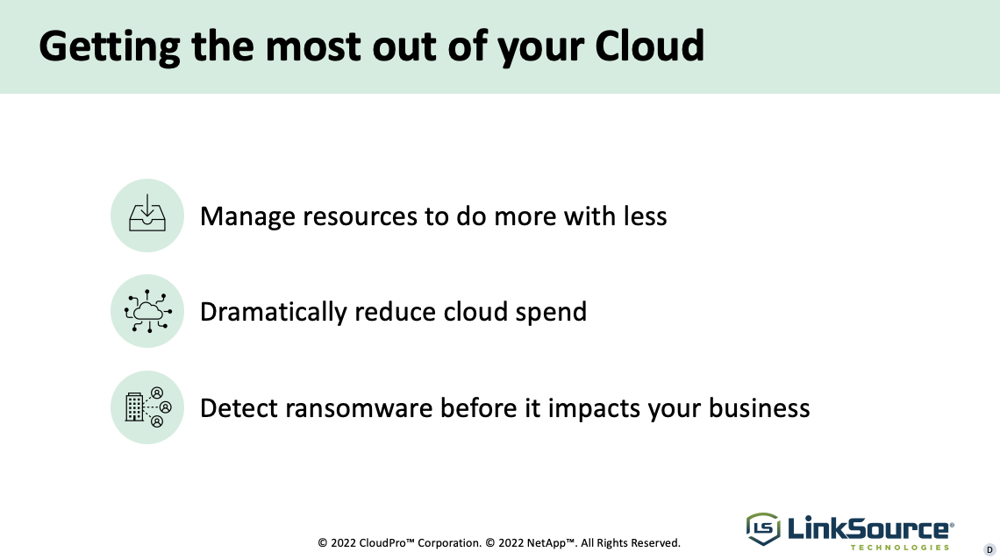 Getting the most out of your Cloud
Manage resources to do more with less
Dramatically reduce cloud spend
Detect ransomware before it impacts your business
© 2022 CloudPro™ Corporation. © 2022 NetApp™. All Rights Reserved.
LS LinkSource®
TECHNOLOGIES
D